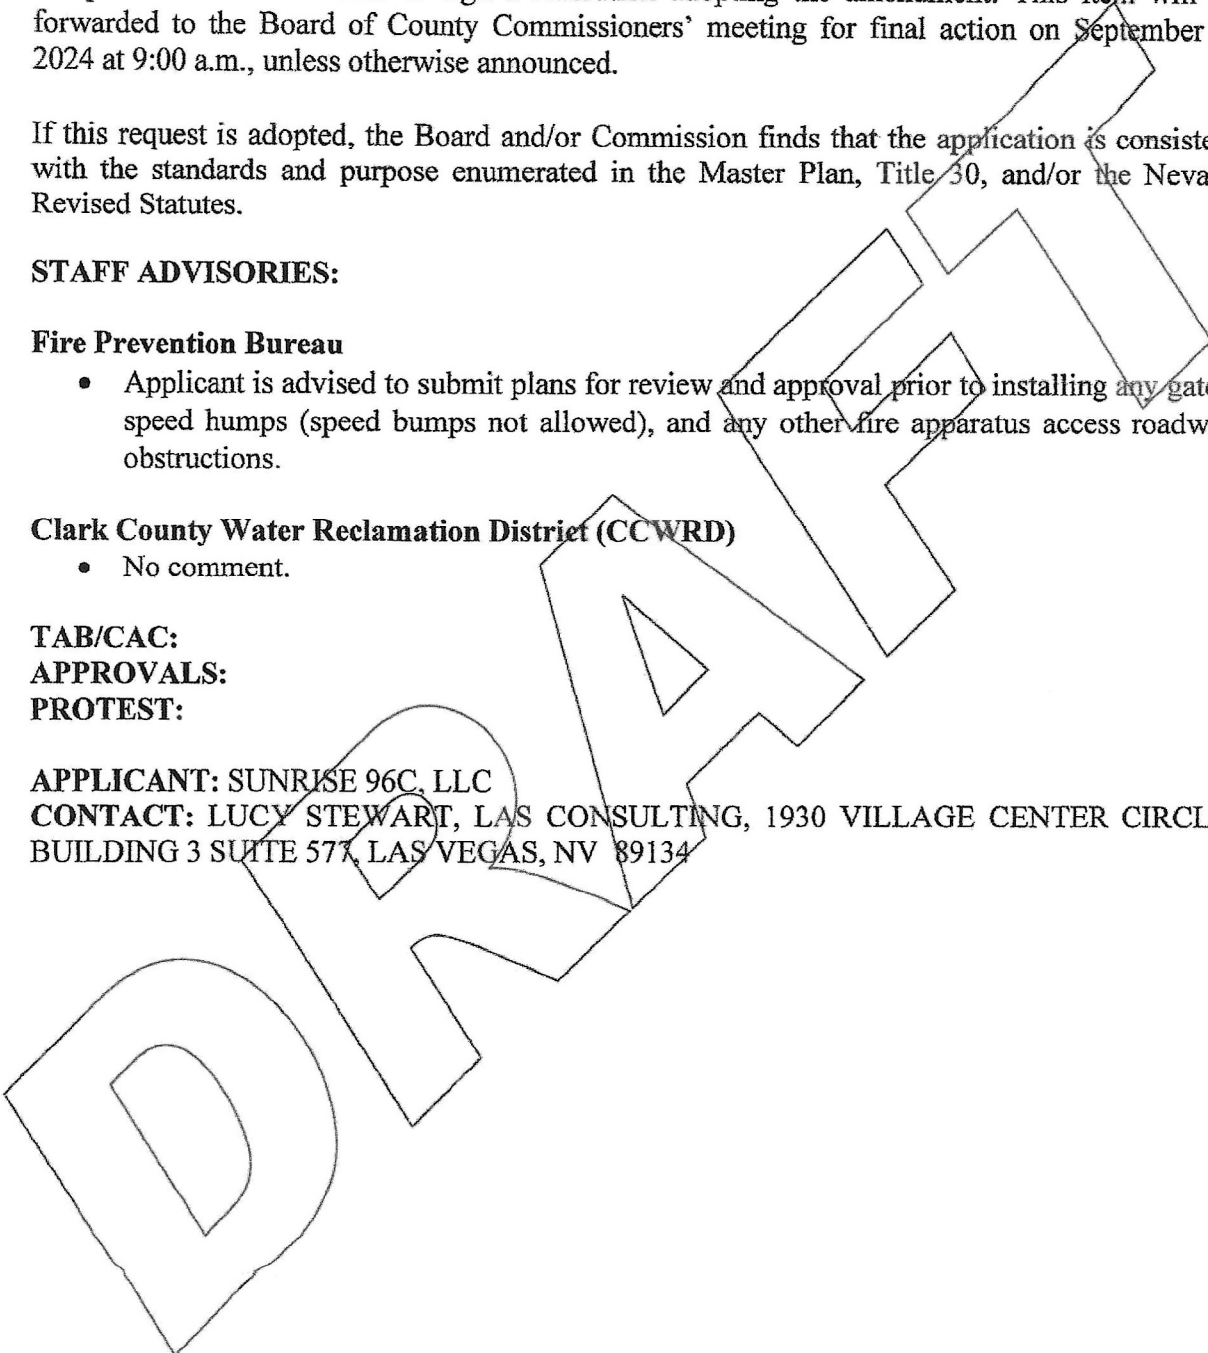 adopting the amendment. This item will
forwarded to the Board of County Commissioners' meeting for final action on September
2024 at 9:00 a.m., unless otherwise announced.
If this request is adopted, the Board and/or Commission finds that the application is consiste
with the standards and purpose enumerated in the Master Plan, Title 30, and/or the Neva
Revised Statutes.
STAFF ADVISORIES:
Fire Prevention Bureau
• Applicant is advised to submit plans for review and approval prior to installing any gate
speed humps (speed bumps not allowed), and any other fire apparatus access roadw
obstructions.
Clark County Water Reclamation District (CCWRD)
• No comment.
TAB/CAC:
APPROVALS:
PROTEST:
APPLICANT: SUNRISE 96C, LLC
CONTACT: LUCY STEWART, LAS CONSULTING, 1930 VILLAGE CENTER CIRCL
BUILDING 3 SUITE 577, LAS VEGAS, NV 89134
DRAFT